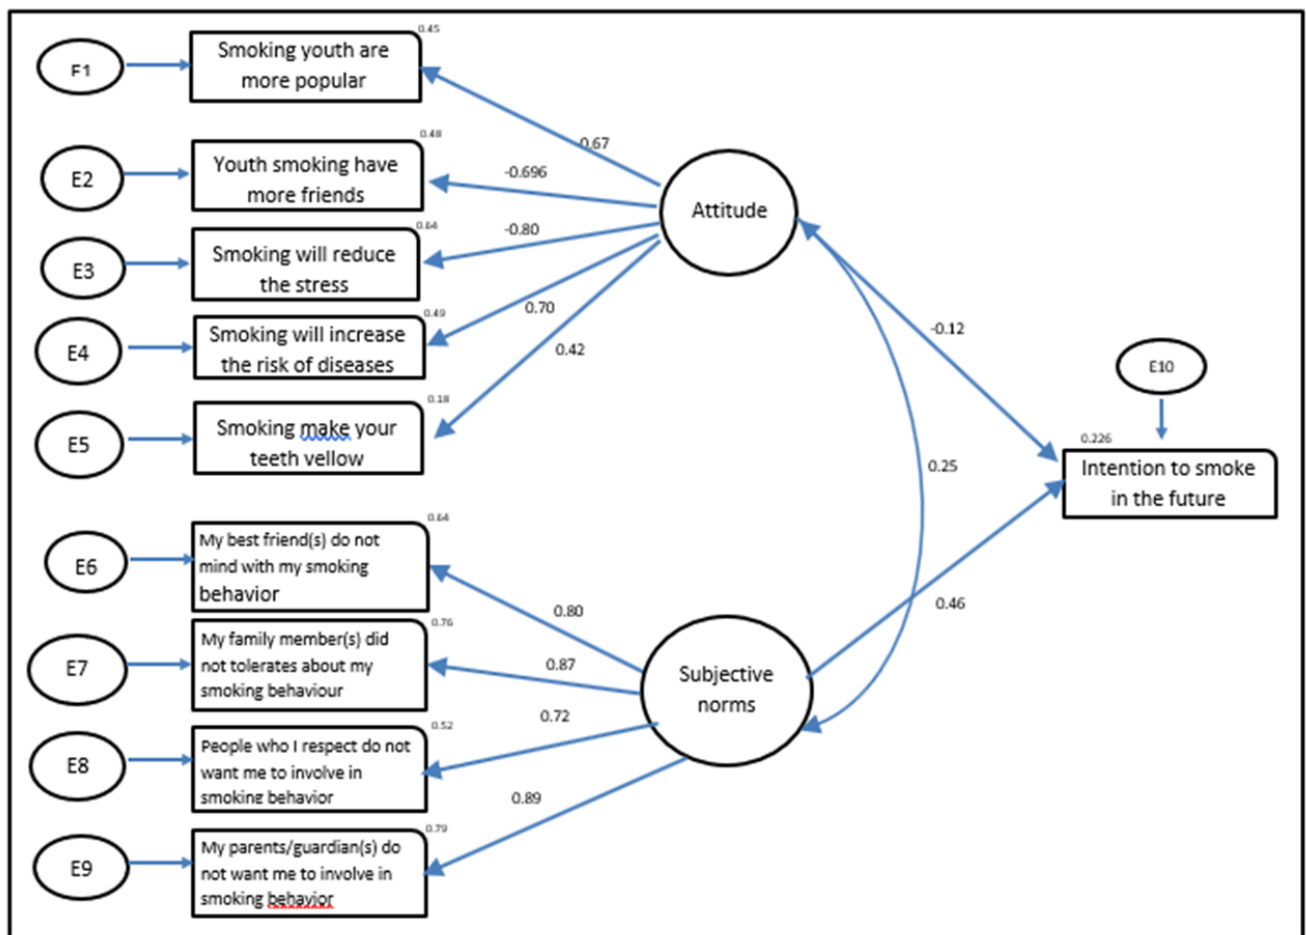 0.45
E1
Smoking youth are
more popular
0.67
0.48
E2
Youth smoking have
more friends
-0.696
Attitude
0.64
E3
Smoking will reduce
the stress
-0.80
0.49
E4
Smoking will increase
the risk of diseases
0.70
0.42
-0.12
E10
0.18
E5
Smoking make your
teeth yellow
0.25
0.226
Intention to smoke
in the future
0.64
E6
My best friend(s) do not
mind with my smoking
behavior
0.80
0.46
0.76
E7
My family member(s) did
not tolerates about my
smoking behaviour
0.87
Subjective
norms
0.52
E8
People who I respect do not
want me to involve in
smoking behavior
0.72
0.79
E9
My parents/guardian(s) do
not want me to involve in
smoking behavior
0.89